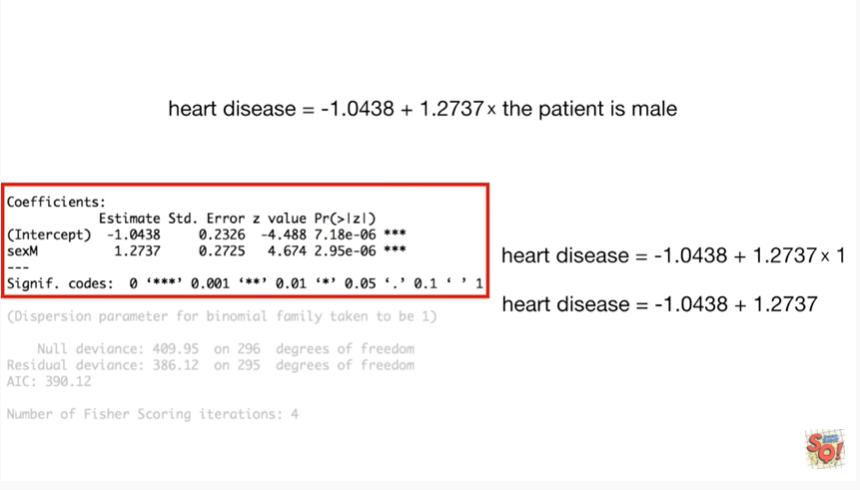 heart disease = -1.0438 + 1.2737 x the patient is male
Coefficients:
Estimate Std. Error z value Pr(>|z|)
(Intercept) -1.0438 0.2326 -4.488 7.18e-06 ***
sexM 1.2737 0.2725 4.674 2.95e-06 ***
---
Signif. codes: 0 ‘***’ 0.001 ‘**’ 0.01 ‘*’ 0.05 ‘.’ 0.1 ‘ ’ 1
heart disease = -1.0438 + 1.2737 x 1
heart disease = -1.0438 + 1.2737
(Dispersion parameter for binomial family taken to be 1)
Null deviance: 409.95 on 296 degrees of freedom
Residual deviance: 386.12 on 295 degrees of freedom
AIC: 390.12
Number of Fisher Scoring iterations: 4
SQ!